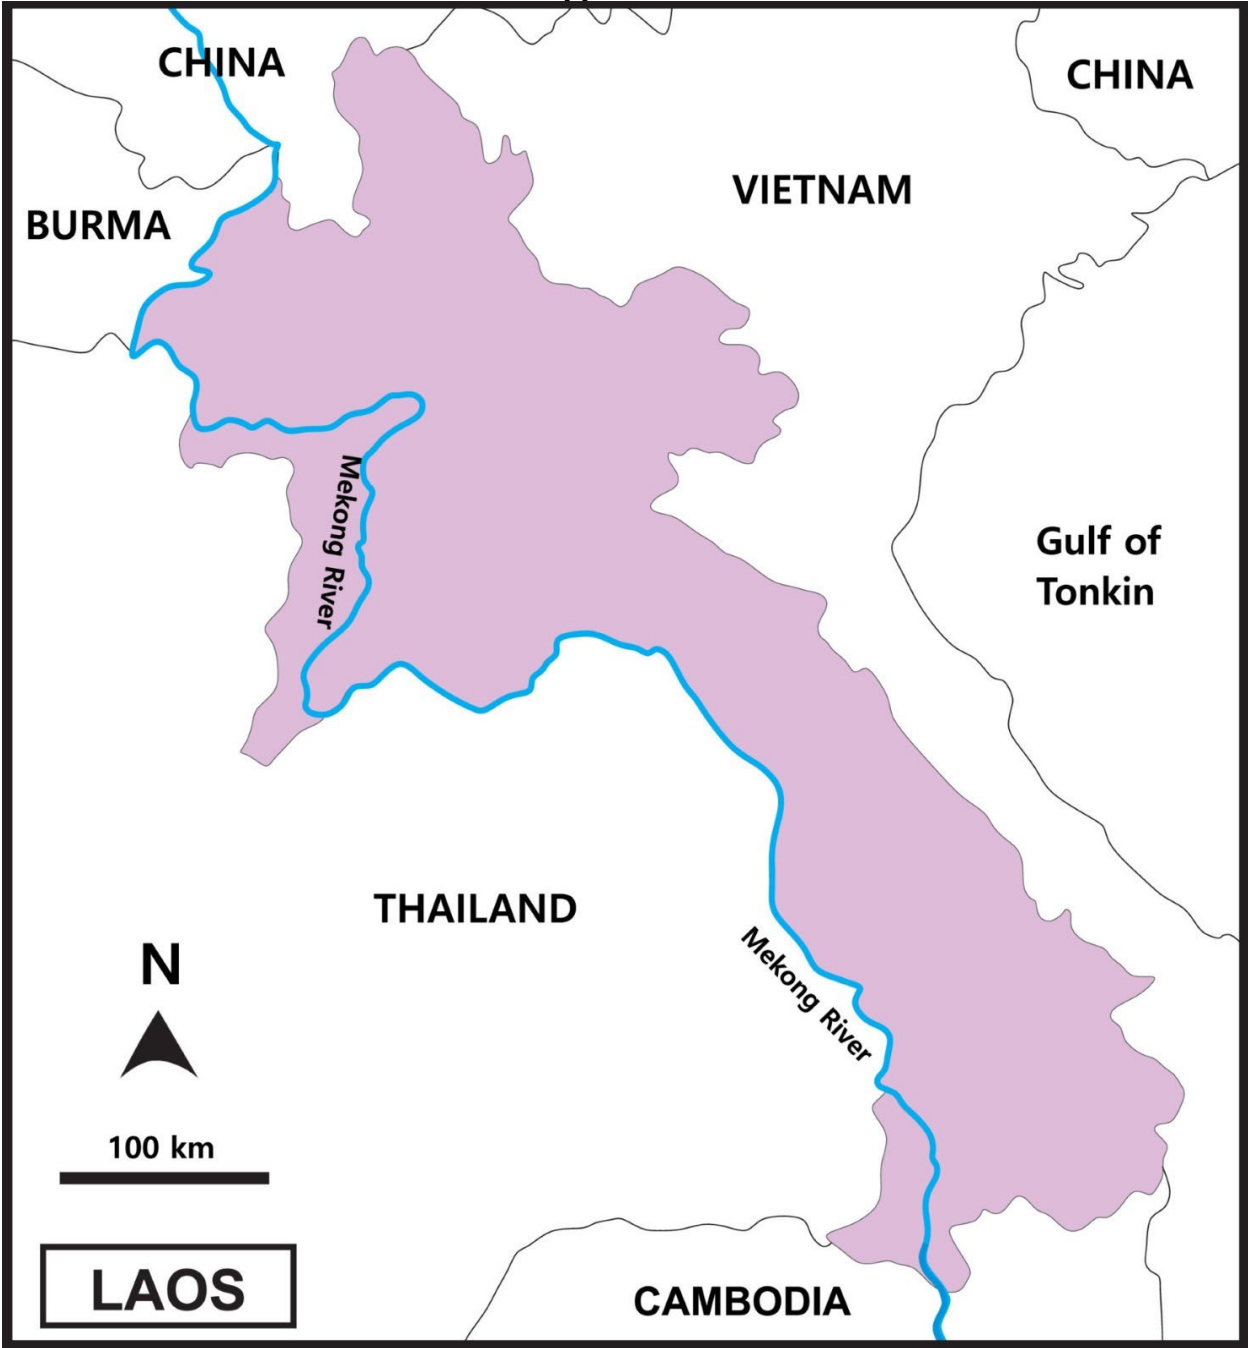 CHINA
CHINA
VIETNAM
BURMA
Mekong River
Gulf of
Tonkin
THAILAND
Mekong River
N
100 km
LAOS
CAMBODIA